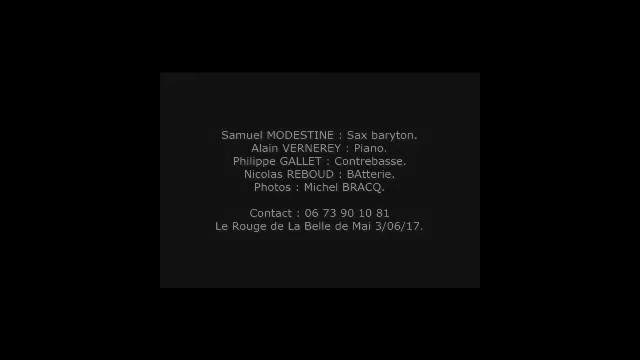 Samuel MODESTINE : Sax baryton.
Alain VERNEREY : Piano.
Philippe GALLET : Contrebasse.
Nicolas REBOUD : BAtterie.
Photos : Michel BRACQ.
Contact : 06 73 90 10 81
Le Rouge de La Belle de Mai 3/06/17.